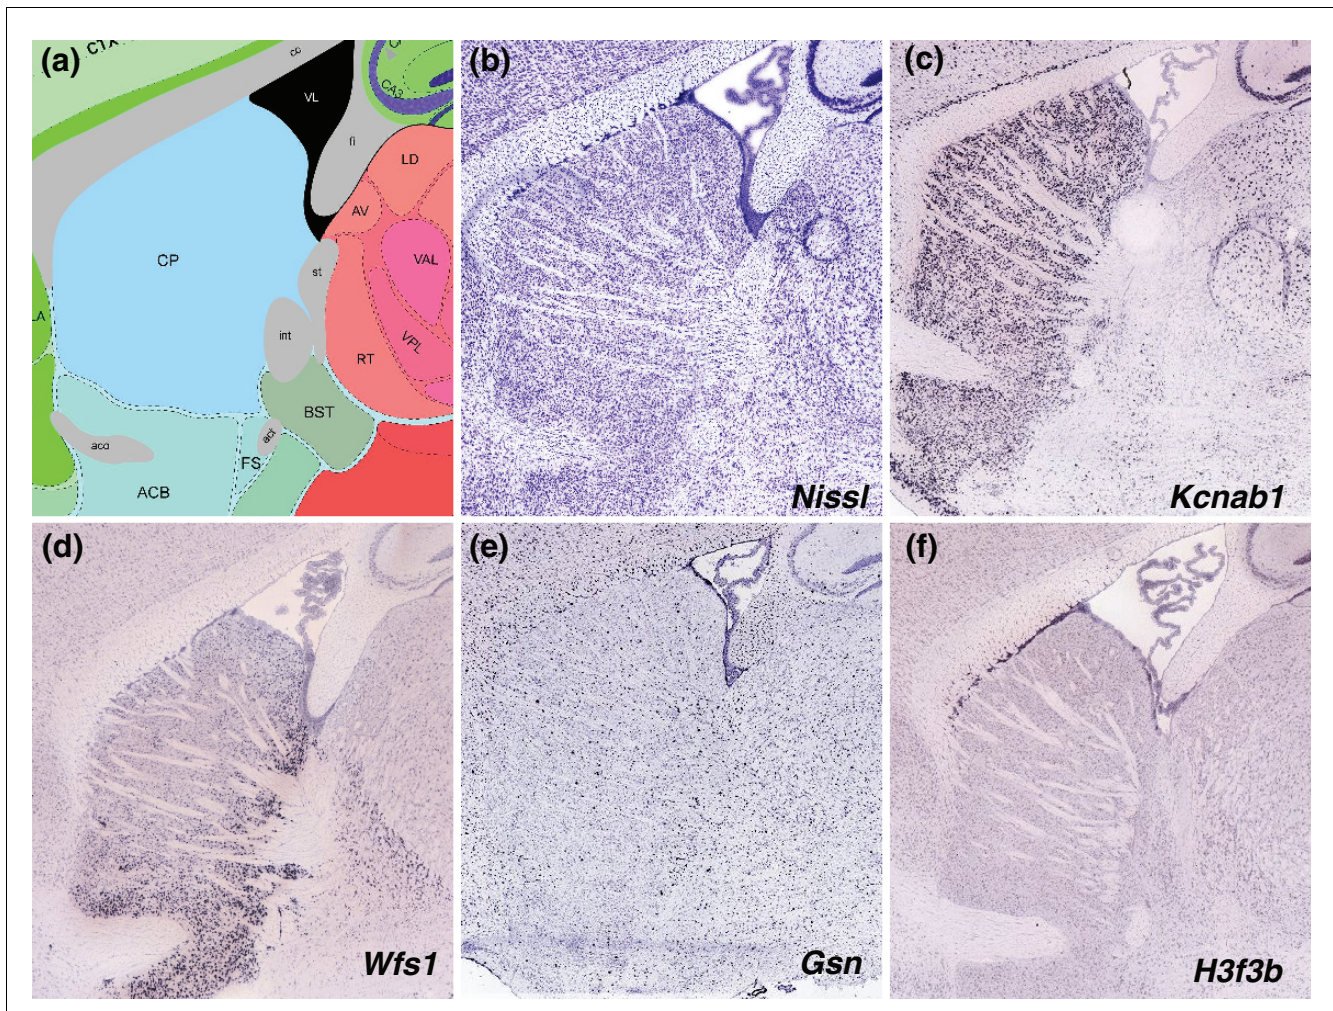 (a)
CTX
cc
CA3
VL
fi
LD
AV
CP
st
VAL
LA
int
VPL
RT
BST
aco
act
FS
ACB
(b)
Nissl
(c)
Kcnab1
(d)
Wfs1
(e)
Gsn
(f)
H3f3b